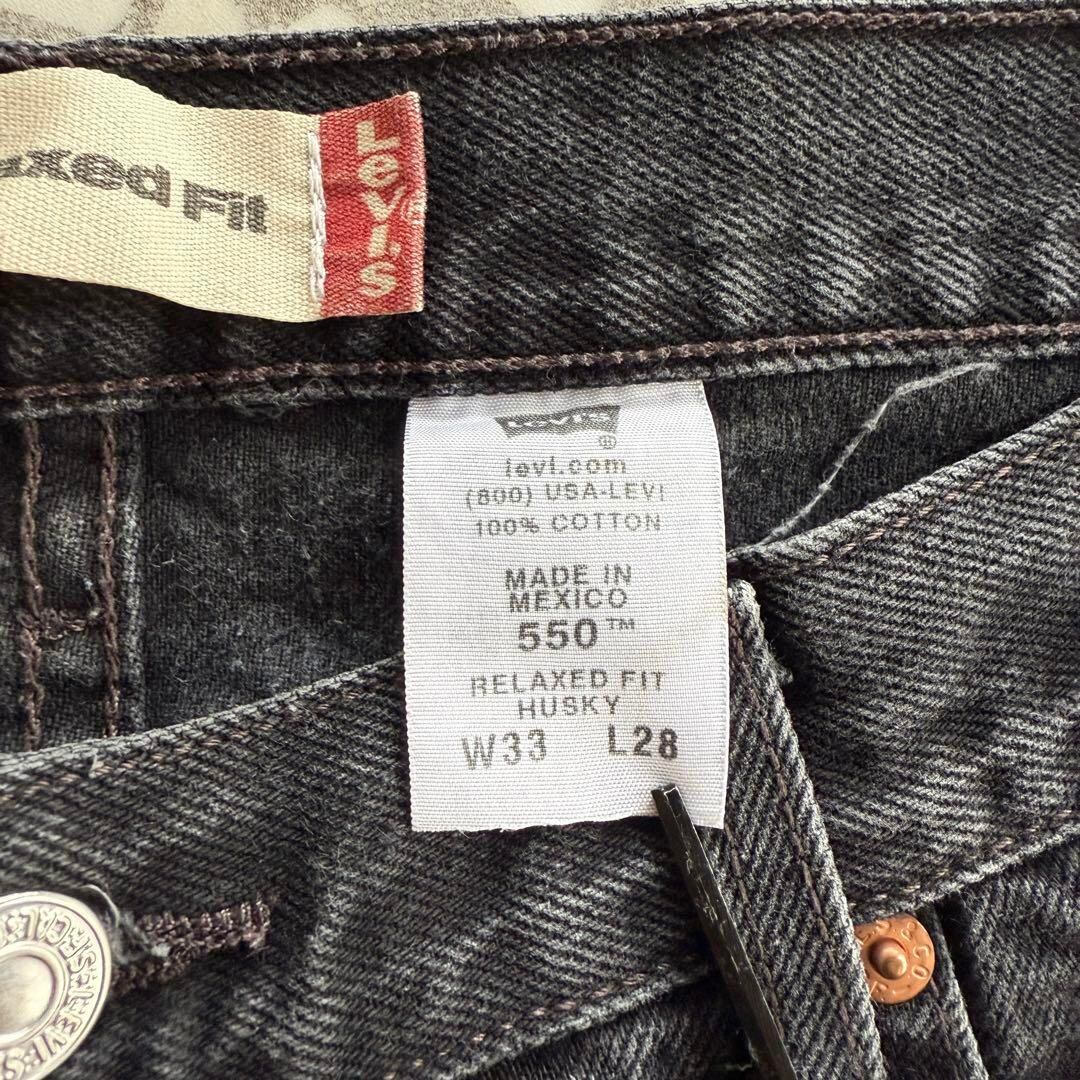 axed Fit
Levi's
LEVI'S
®
levi.com
(800) USA-LEVI
100% COTTON
MADE IN
MEXICO
550™
RELAXED FIT
HUSKY
W33 L28